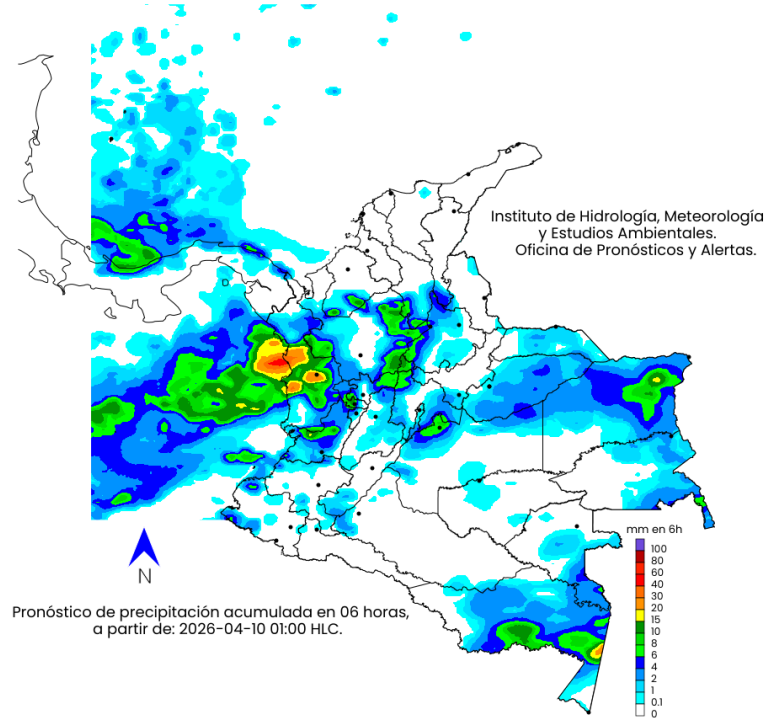 Instituto de Hidrología, Meteorología
y Estudios Ambientales.
Oficina de Pronósticos y Alertas.
mm en 6h
100
80
60
40
30
20
15
10
8
6
4
2
1
0.1
0
N
Pronóstico de precipitación acumulada en 06 horas,
a partir de: 2026-04-10 01:00 HLC.